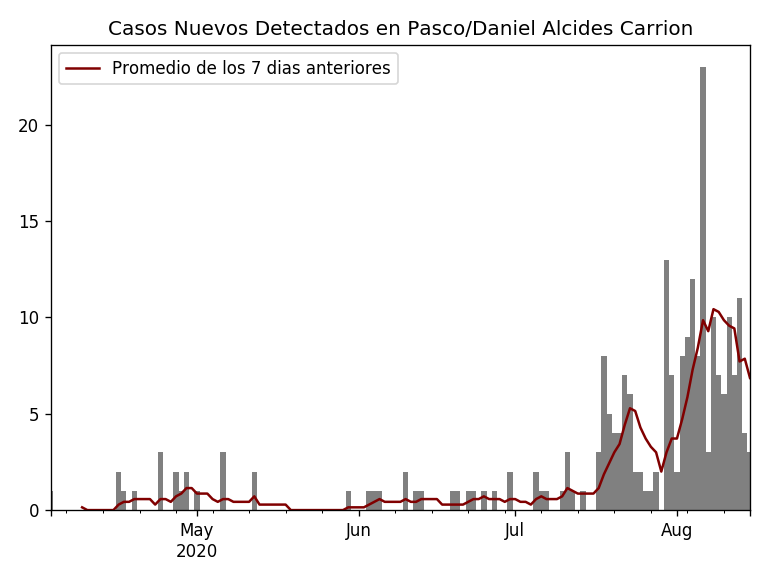 Casos Nuevos Detectados en Pasco/Daniel Alcides Carrion
Promedio de los 7 dias anteriores
20
15
10
5
0
May Jun Jul Aug
2020